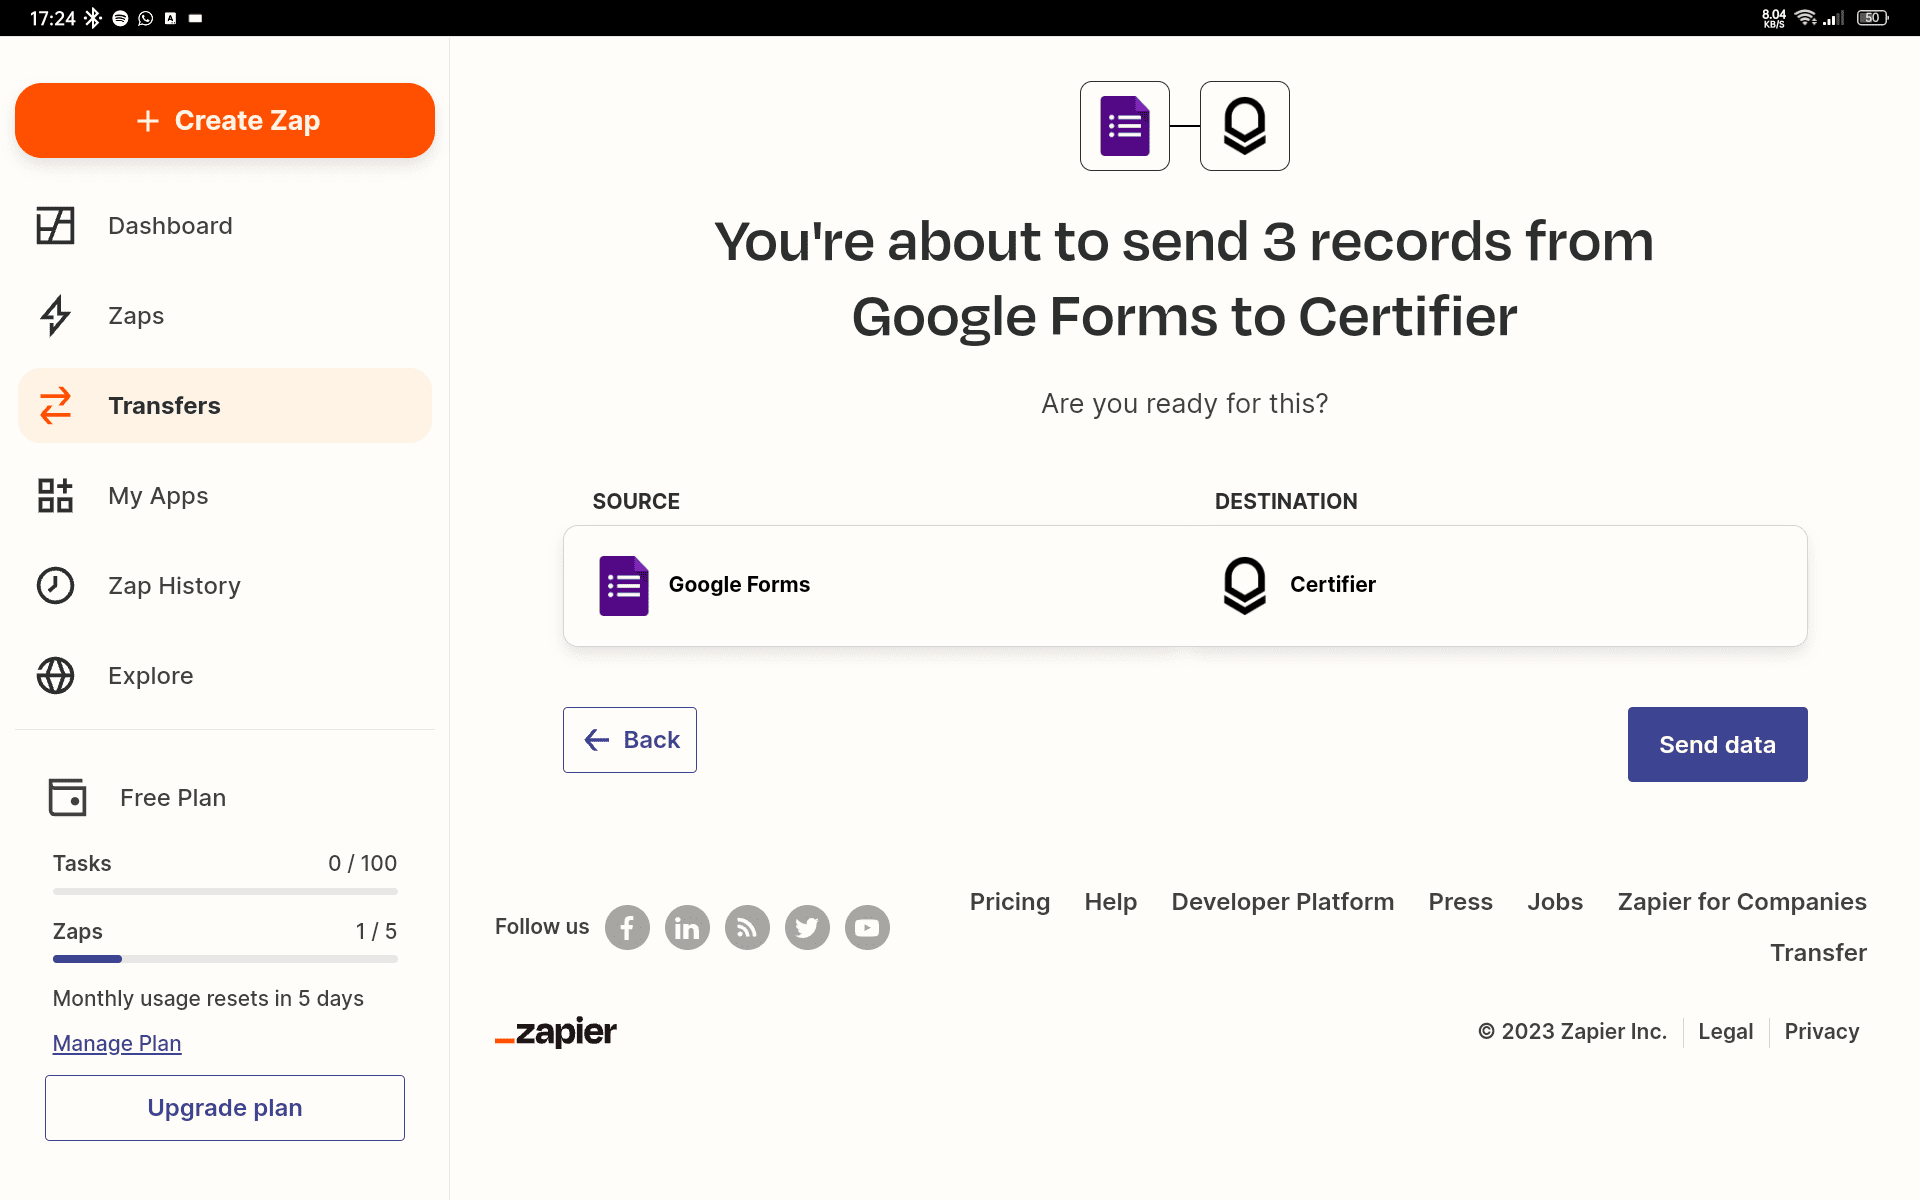 17:24
8.04
KB/S
50
+ Create Zap
Dashboard
Zaps
Transfers
My Apps
Zap History
Explore
Free Plan
Tasks 0 / 100
Zaps 1 / 5
Monthly usage resets in 5 days
Manage Plan
Upgrade plan
You're about to send 3 records from
Google Forms to Certifier
Are you ready for this?
SOURCE DESTINATION
Google Forms Certifier
← Back Send data
Follow us
Pricing Help Developer Platform Press Jobs Zapier for Companies
Transfer
_zapier
© 2023 Zapier Inc. Legal Privacy